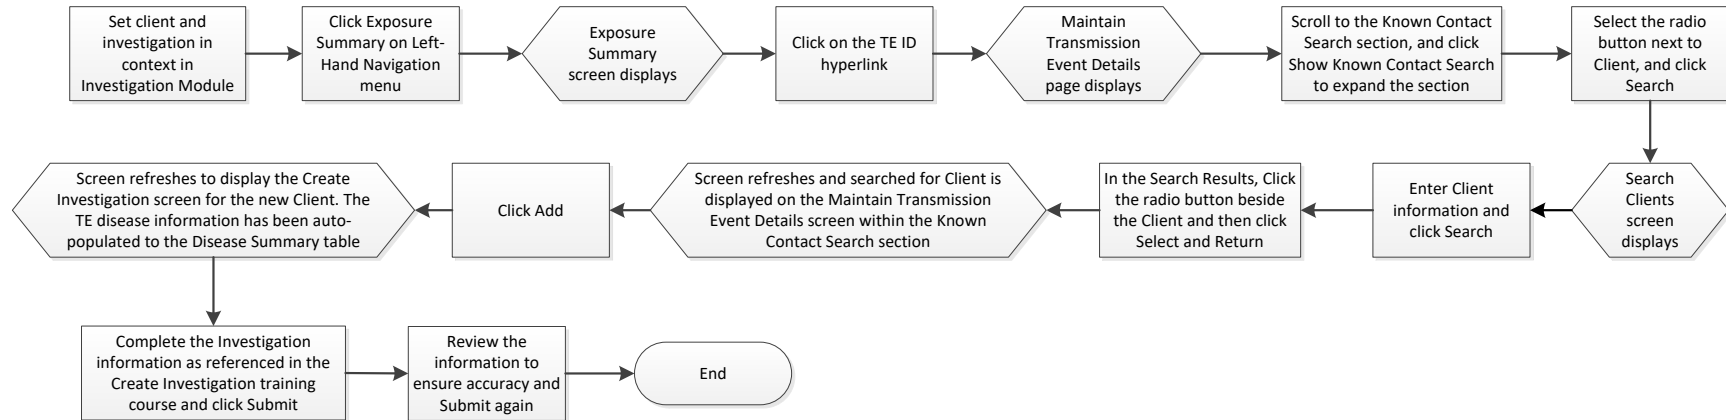 Set client and
investigation in
context in
Investigation Module
Click Exposure
Summary on Left-
Hand Navigation
menu
Exposure
Summary
screen displays
Click on the TE ID
hyperlink
Maintain
Transmission
Event Details
page displays
Scroll to the Known Contact
Search section, and click
Show Known Contact Search
to expand the section
Select the radio
button next to
Client, and click
Search
Search
Clients
screen
displays
Enter Client
information and
click Search
In the Search Results, Click
the radio button beside
the Client and then click
Select and Return
Screen refreshes and searched for Client is
displayed on the Maintain Transmission
Event Details screen within the Known
Contact Search section
Click Add
Screen refreshes to display the Create
Investigation screen for the new Client. The
TE disease information has been auto-
populated to the Disease Summary table
Complete the Investigation
information as referenced in the
Create Investigation training
course and click Submit
Review the
information to
ensure accuracy and
Submit again
End